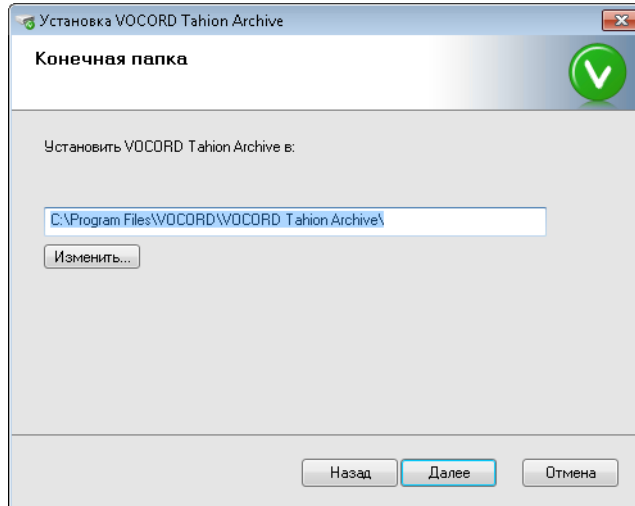 Установка VOCORD Tahion Archive
Конечная папка
Установить VOCORD Tahion Archive в:
C:\Program Files\VOCORD\VOCORD Tahion Archive\
Изменить...
Назад Далее Отмена